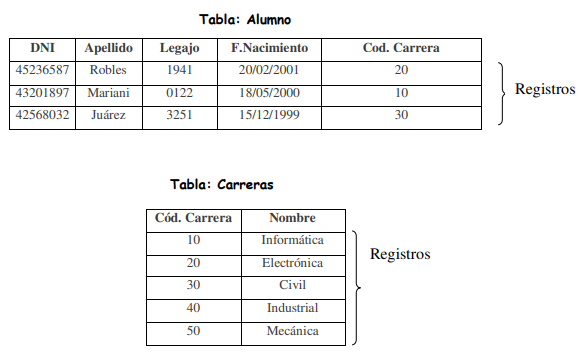 Tabla: Alumno
DNI Apellido Legajo F.Nacimiento Cod. Carrera
45236587 Robles 1941 20/02/2001 20
43201897 Mariani 0122 18/05/2000 10
42568032 Juárez 3251 15/12/1999 30
Registros
Tabla: Carreras
Cód. Carrera Nombre
10 Informática
20 Electrónica
30 Civil
40 Industrial
50 Mecánica
Registros